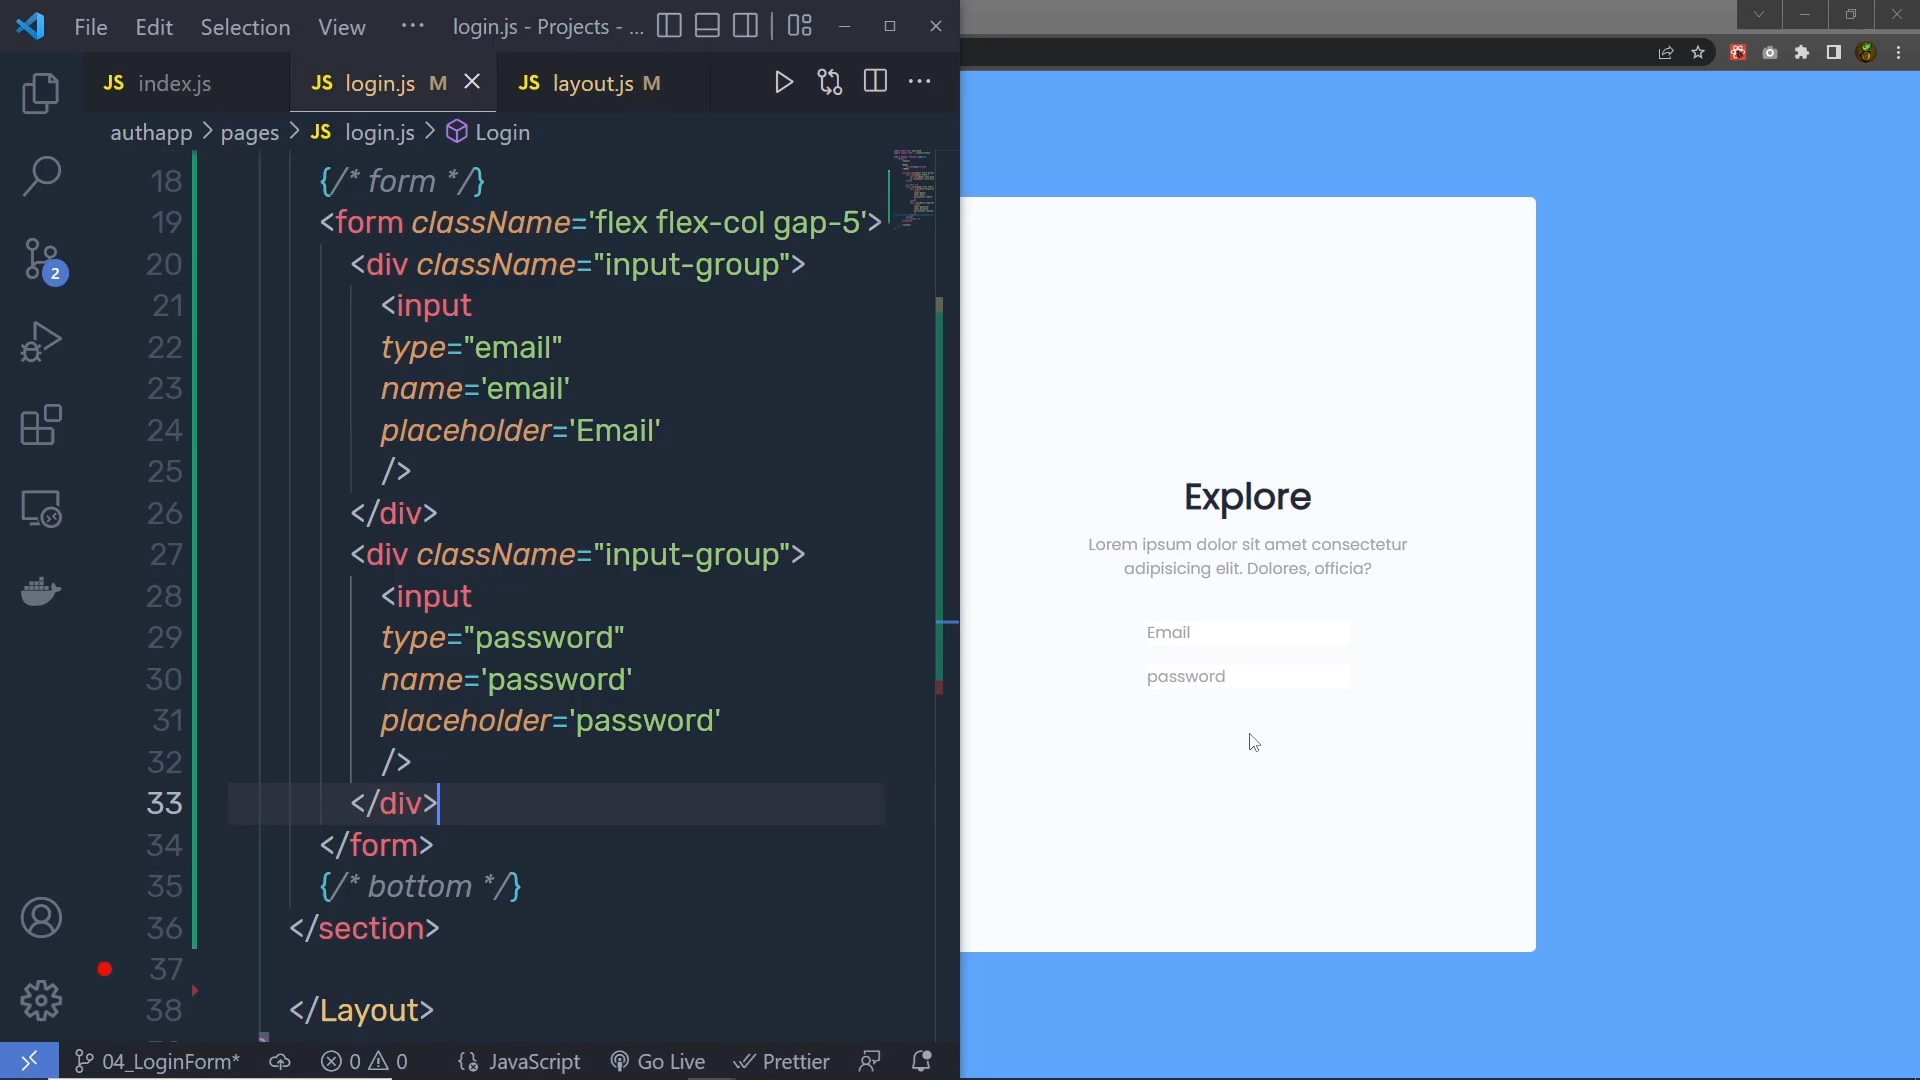 File Edit Selection View ··· login.js - Projects - ...
JS index.js JS login.js M JS layout.js M
authapp > pages > JS login.js > Login
18 {/* form */}
19 <form className='flex flex-col gap-5'>
20 <div className="input-group">
21 <input
22 type="email"
23 name='email'
24 placeholder='Email'
25 />
26 </div>
27 <div className="input-group">
28 <input
29 type="password"
30 name='password'
31 placeholder='password'
32 />
33 </div>
34 </form>
35 {/* bottom */}
36 </section>
37
38 </Layout>
2
04_LoginForm* 0 0 JavaScript Go Live Prettier
Explore
Lorem ipsum dolor sit amet consectetur
adipisicing elit. Dolores, officia?
Email
password